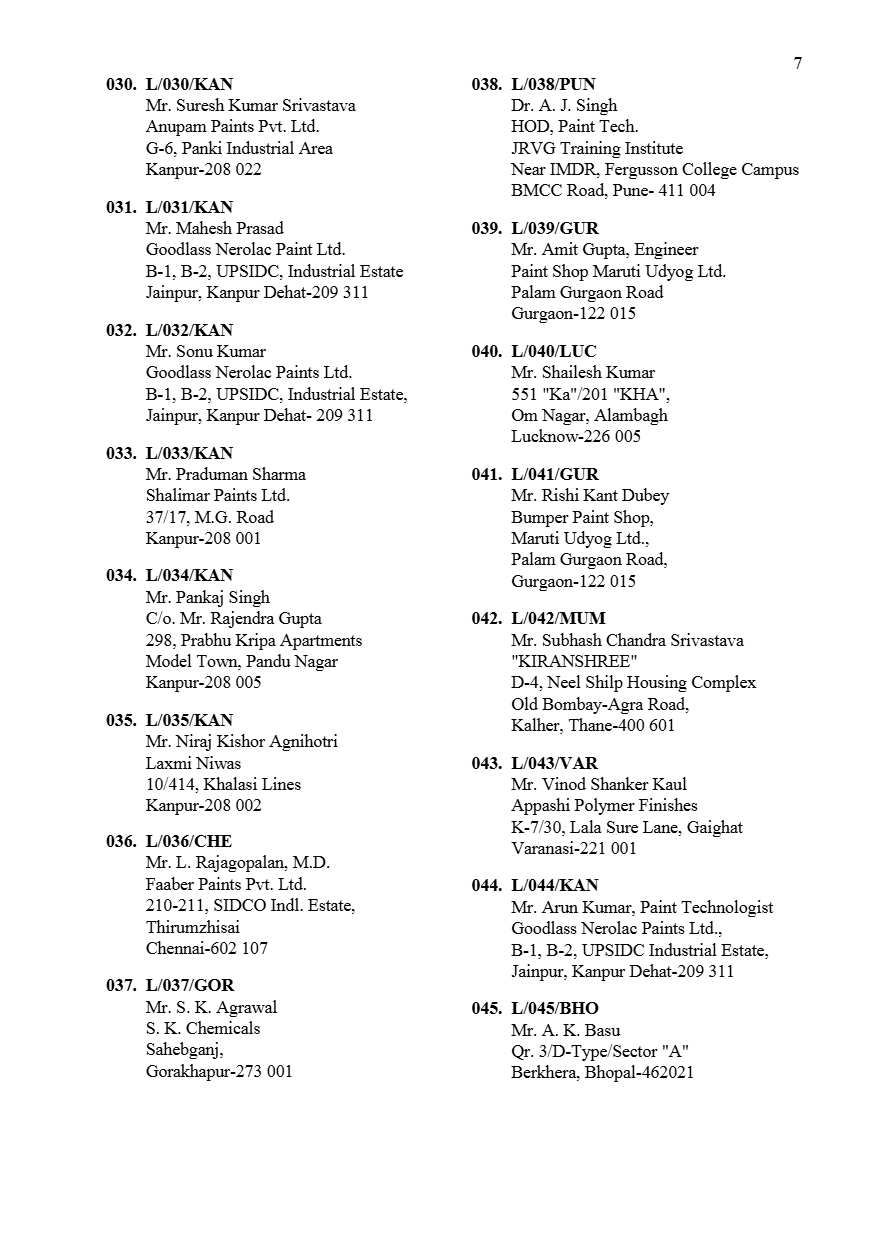 7
030. L/030/KAN
Mr. Suresh Kumar Srivastava
Anupam Paints Pvt. Ltd.
G-6, Panki Industrial Area
Kanpur-208 022
031. L/031/KAN
Mr. Mahesh Prasad
Goodlass Nerolac Paint Ltd.
B-1, B-2, UPSIDC, Industrial Estate
Jainpur, Kanpur Dehat-209 311
032. L/032/KAN
Mr. Sonu Kumar
Goodlass Nerolac Paints Ltd.
B-1, B-2, UPSIDC, Industrial Estate,
Jainpur, Kanpur Dehat- 209 311
033. L/033/KAN
Mr. Praduman Sharma
Shalimar Paints Ltd.
37/17, M.G. Road
Kanpur-208 001
034. L/034/KAN
Mr. Pankaj Singh
C/o. Mr. Rajendra Gupta
298, Prabhu Kripa Apartments
Model Town, Pandu Nagar
Kanpur-208 005
035. L/035/KAN
Mr. Niraj Kishor Agnihotri
Laxmi Niwas
10/414, Khalasi Lines
Kanpur-208 002
036. L/036/CHE
Mr. L. Rajagopalan, M.D.
Faaber Paints Pvt. Ltd.
210-211, SIDCO Indl. Estate,
Thirumzhisai
Chennai-602 107
037. L/037/GOR
Mr. S. K. Agrawal
S. K. Chemicals
Sahebganj,
Gorakhapur-273 001
038. L/038/PUN
Dr. A. J. Singh
HOD, Paint Tech.
JRVG Training Institute
Near IMDR, Fergusson College Campus
BMCC Road, Pune- 411 004
039. L/039/GUR
Mr. Amit Gupta, Engineer
Paint Shop Maruti Udyog Ltd.
Palam Gurgaon Road
Gurgaon-122 015
040. L/040/LUC
Mr. Shailesh Kumar
551 "Ka"/201 "KHA",
Om Nagar, Alambagh
Lucknow-226 005
041. L/041/GUR
Mr. Rishi Kant Dubey
Bumper Paint Shop,
Maruti Udyog Ltd.,
Palam Gurgaon Road,
Gurgaon-122 015
042. L/042/MUM
Mr. Subhash Chandra Srivastava
"KIRANSHREE"
D-4, Neel Shilp Housing Complex
Old Bombay-Agra Road,
Kalher, Thane-400 601
043. L/043/VAR
Mr. Vinod Shanker Kaul
Appashi Polymer Finishes
K-7/30, Lala Sure Lane, Gaighat
Varanasi-221 001
044. L/044/KAN
Mr. Arun Kumar, Paint Technologist
Goodlass Nerolac Paints Ltd.,
B-1, B-2, UPSIDC Industrial Estate,
Jainpur, Kanpur Dehat-209 311
045. L/045/BHO
Mr. A. K. Basu
Qr. 3/D-Type/Sector "A"
Berkhera, Bhopal-462021